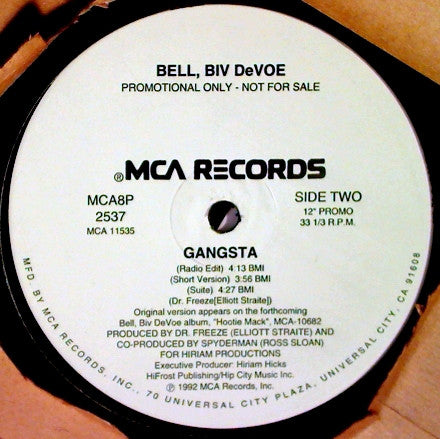 BELL, BIV DeVOE
PROMOTIONAL ONLY - NOT FOR SALE
®MCA RECORDS
MCA8P
2537
MCA 11535
SIDE TWO
12" PROMO
33 1/3 R.P.M.
GANGSTA
(Radio Edit) 4:13 BMI
(Short Version) 3:56 BMI
(Suite) 4:27 BMI
(Dr. Freeze[Elliott Straite])
Original version appears on the forthcoming
Bell, Biv DeVoe album, "Hootie Mack", MCA-10682
PRODUCED BY DR. FREEZE (ELLIOTT STRAITE) AND
CO-PRODUCED BY SPYDERMAN (ROSS SLOAN)
FOR HIRIAM PRODUCTIONS
Executive Producer: Hiriam Hicks
HiFrost Publishing/Hip City Music Inc.
℗ 1992 MCA Records, Inc.
MFD. BY MCA RECORDS, INC., 70 UNIVERSAL CITY PLAZA, UNIVERSAL CITY, CA 91608